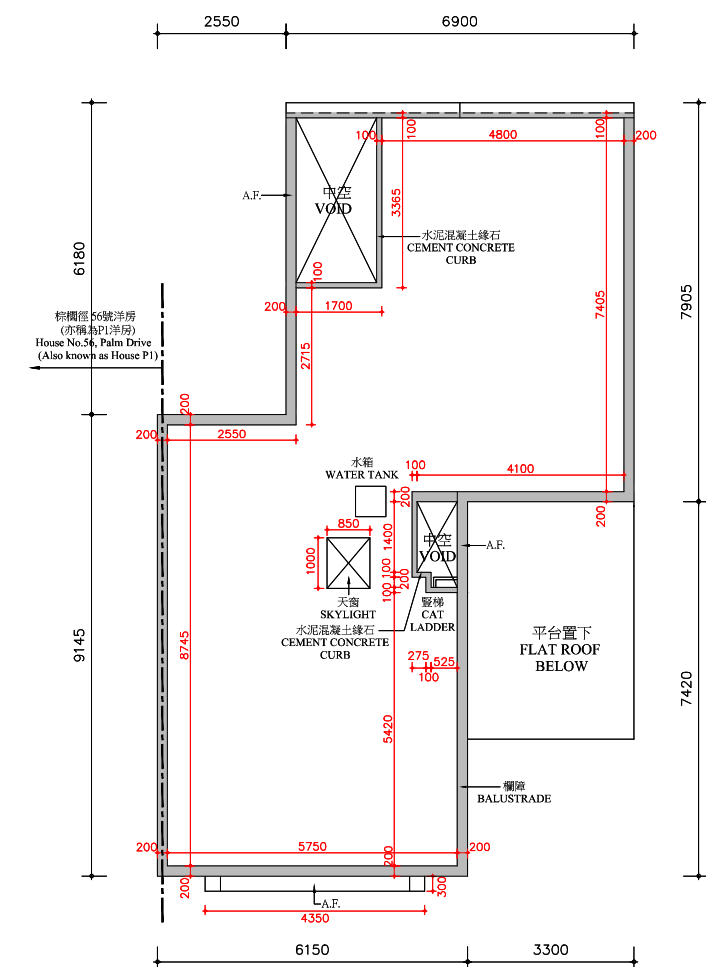 2550
6900
100
100
4800
100
200
A.F.
中空
VOID
3365
水泥混凝土緣石
CEMENT CONCRETE
CURB
6180
100
200
1700
7405
7905
棕櫚徑 56號洋房
(亦稱為P1洋房)
House No.56, Palm Drive
(Also known as House P1)
2715
200
200
2550
水箱
WATER TANK
100
4100
200
200
850
1400
中空
VOID
A.F.
1000
100
200
100
天窗
SKYLIGHT
豎梯
CAT
LADDER
水泥混凝土緣石
CEMENT CONCRETE
CURB
平台置下
FLAT ROOF
BELOW
9145
8745
275
525
100
7420
5420
欄障
BALUSTRADE
200
5750
200
200
200
300
A.F.
4350
6150
3300